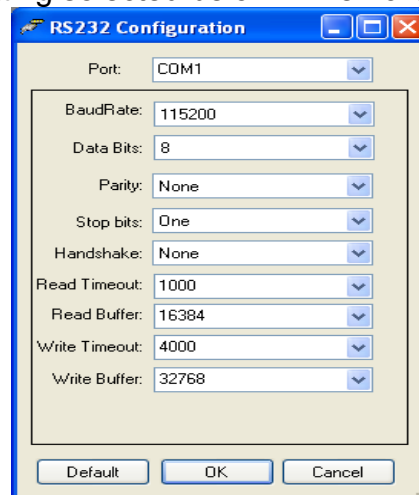 RS232 Configuration
Port: COM1
BaudRate: 115200
Data Bits: 8
Parity: None
Stop bits: One
Handshake: None
Read Timeout: 1000
Read Buffer: 16384
Write Timeout: 4000
Write Buffer: 32768
Default OK Cancel